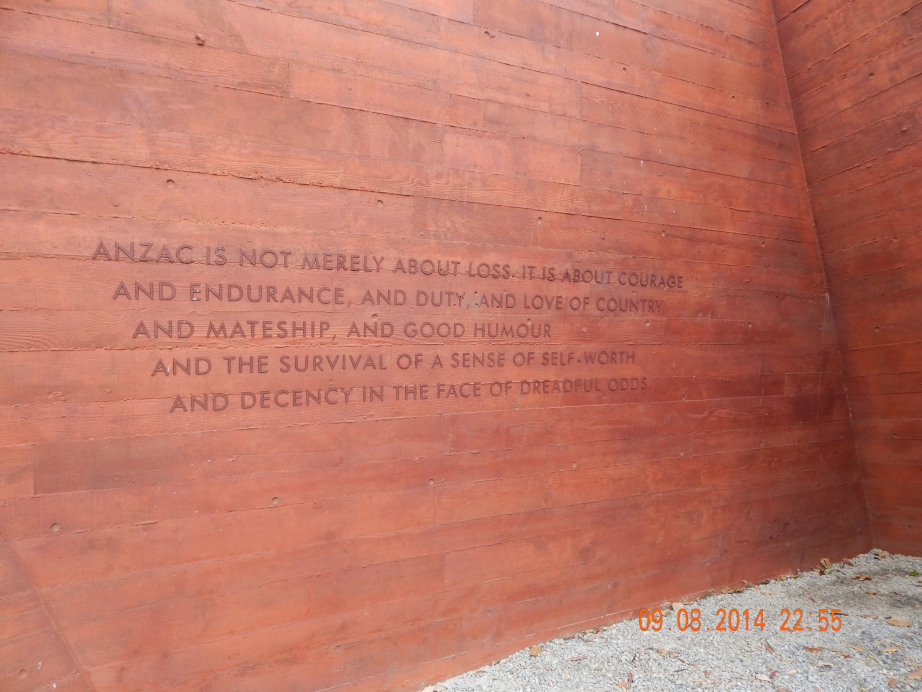 ANZAC IS NOT MERELY ABOUT LOSS. IT IS ABOUT COURAGE
AND ENDURANCE, AND DUTY, AND LOVE OF COUNTRY
AND MATESHIP, AND GOOD HUMOUR
AND THE SURVIVAL OF A SENSE OF SELF-WORTH
AND DECENCY IN THE FACE OF DREADFUL ODDS.
09.08.2014 22:55